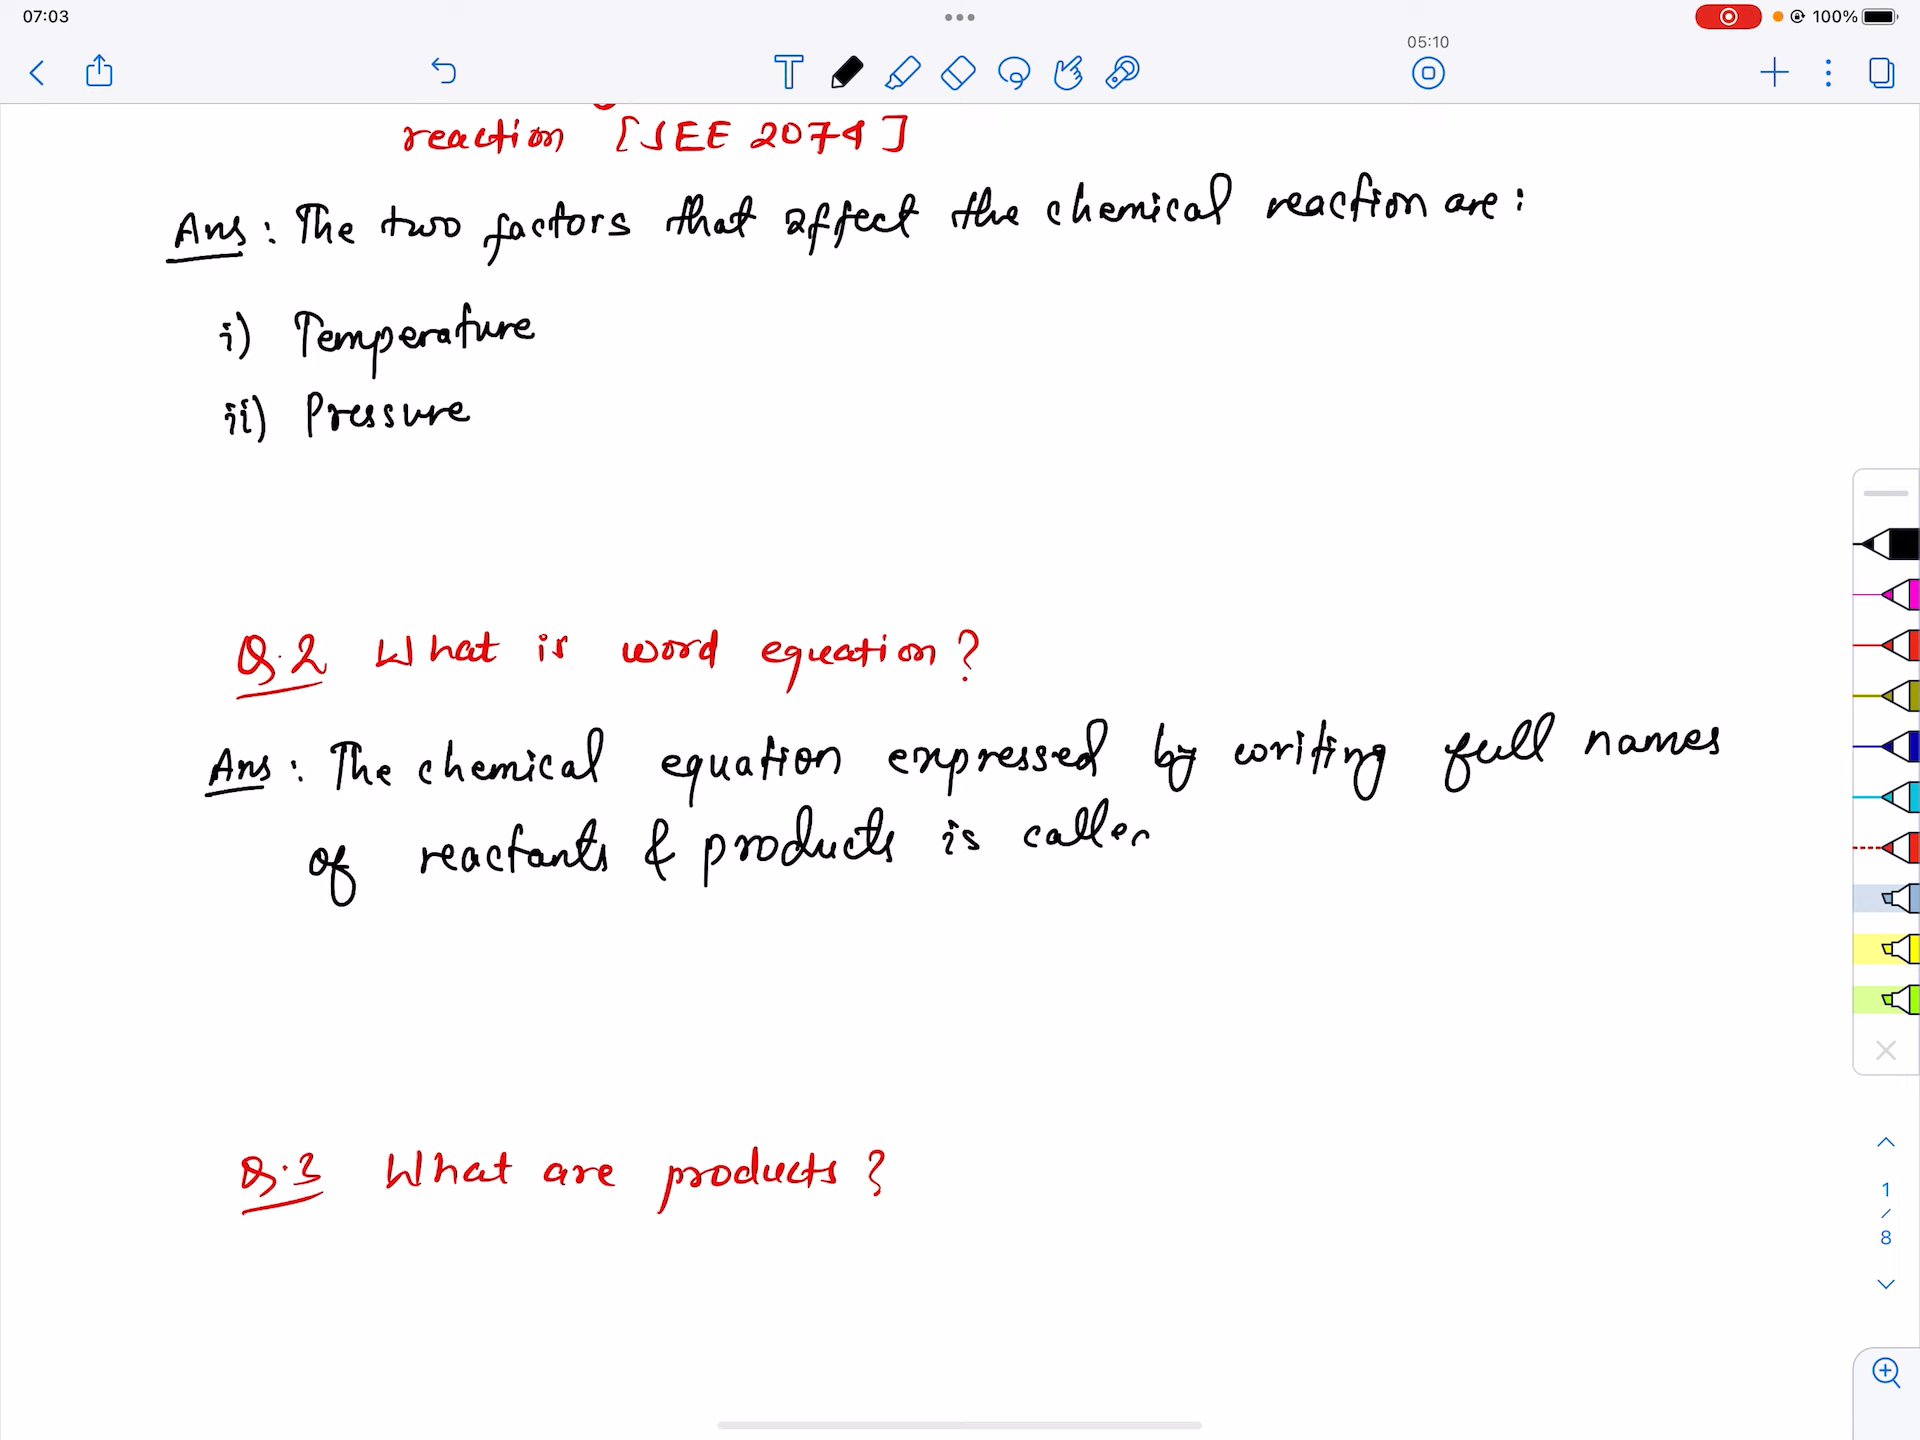 07:03
100%
05:10
reaction [SEE 2074]
Ans: The two factors that affect the chemical reaction are:
i) Temperature
ii) Pressure
Q.2 What is word equation?
Ans: The chemical equation expressed by writing full names
of reactants & products is calle
Q.3 What are products?
1
/
8